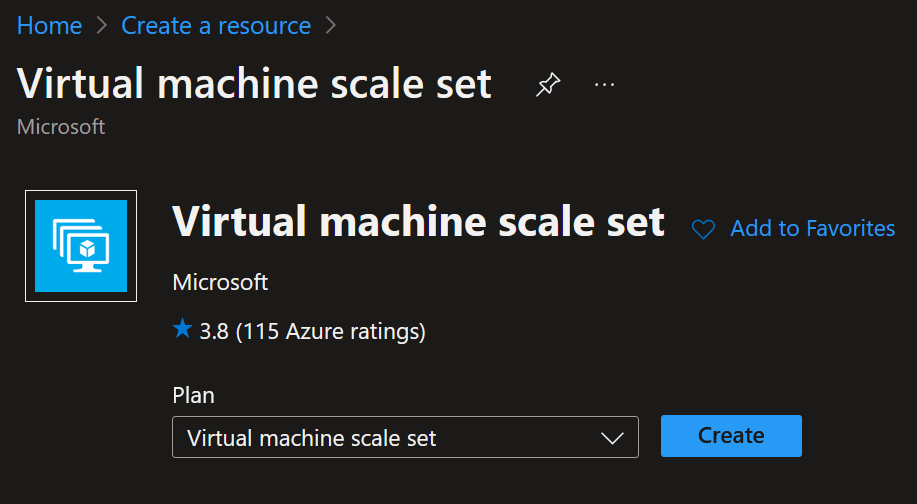 Home > Create a resource >
Virtual machine scale set ...
Microsoft
Virtual machine scale set Add to Favorites
Microsoft
3.8 (115 Azure ratings)
Plan
Virtual machine scale set Create